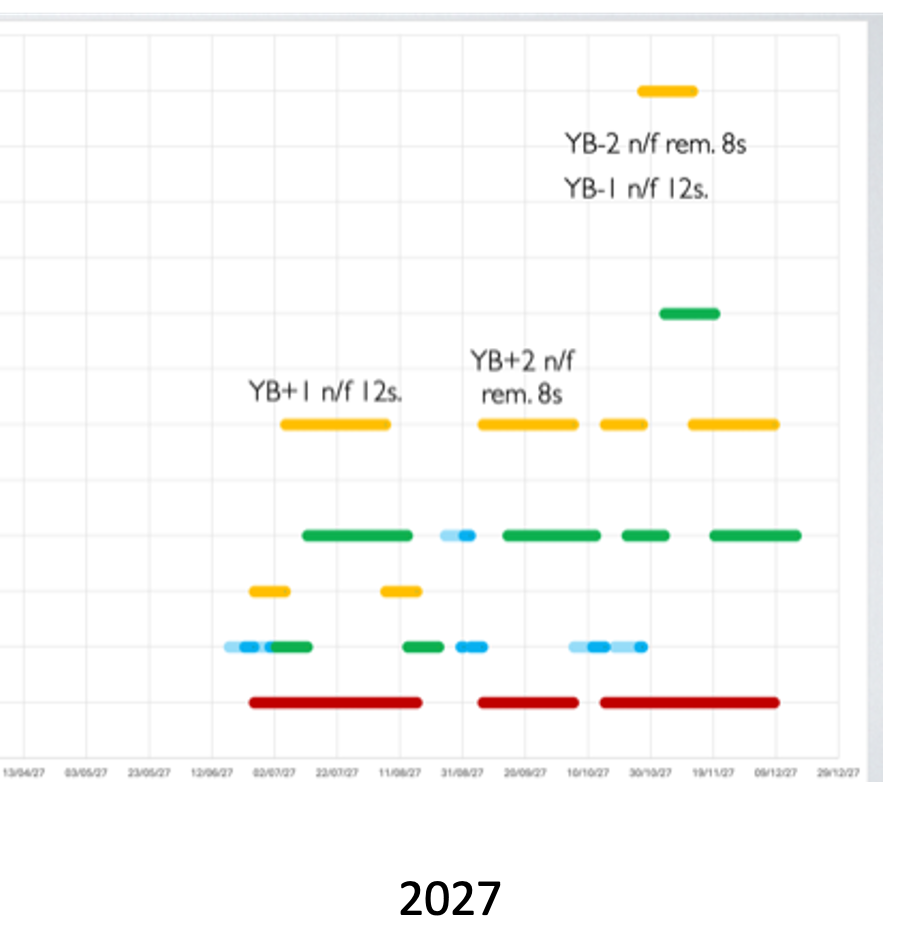 YB-2 n/f rem. 8s
YB-1 n/f 12s.
YB+2 n/f
rem. 8s
YB+1 n/f 12s.
13/04/27 03/05/27 23/05/27 12/06/27 02/07/27 22/07/27 11/08/27 31/08/27 20/09/27 10/10/27 30/10/27 19/11/27 09/12/27 29/12/27
2027